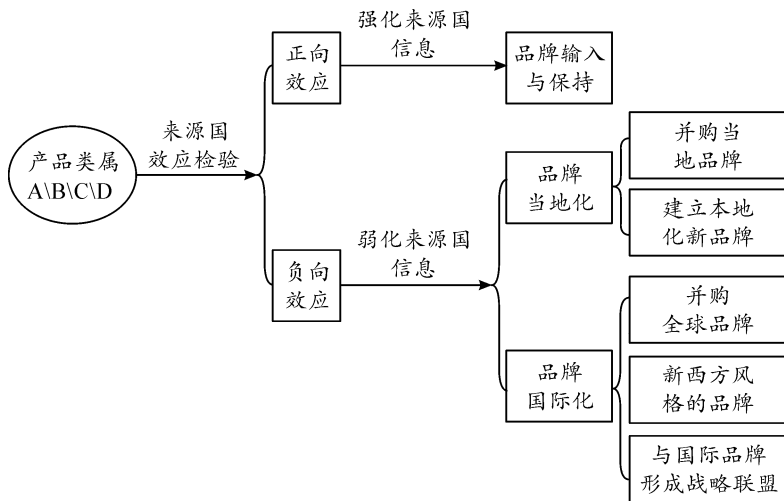 产品类属
A\B\C\D
来源国
效应检验
正向
效应
强化来源国
信息
品牌输入
与保持
负向
效应
弱化来源国
信息
品牌
当地化
并购当
地品牌
建立本地
化新品牌
品牌
国际化
并购
全球品牌
新西方风
格的品牌
与国际品牌
形成战略联盟